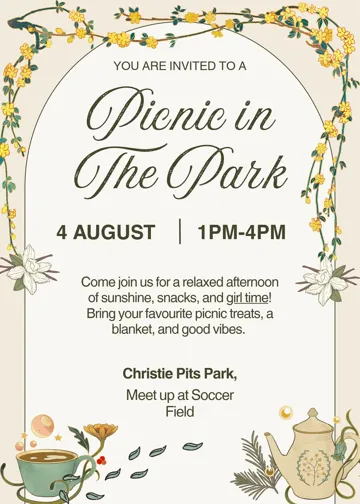 YOU ARE INVITED TO A
Picnic in
The Park
4 AUGUST | 1PM-4PM
Come join us for a relaxed afternoon
of sunshine, snacks, and girl time!
Bring your favourite picnic treats, a
blanket, and good vibes.
Christie Pits Park,
Meet up at Soccer
Field